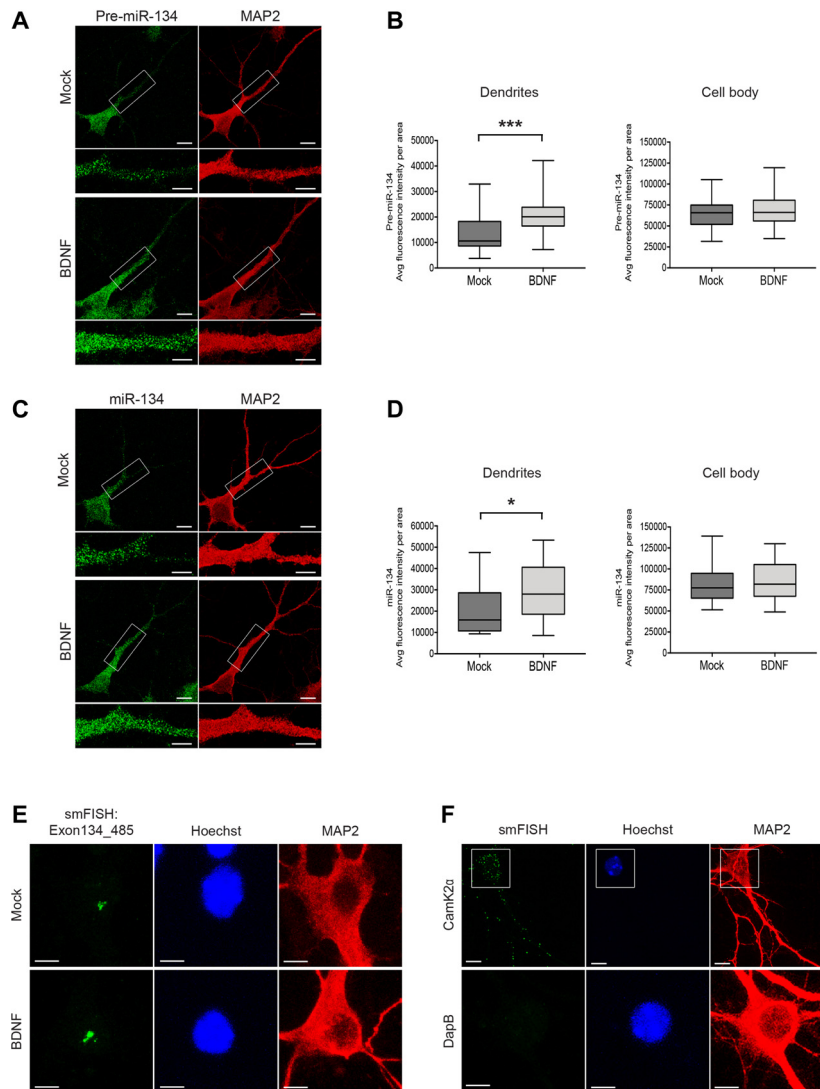 A
Pre-miR-134
MAP2
Mock
BDNF
B
Dendrites
***
Pre-miR-134
Avg fluorescence intensity per area
50000
40000
30000
20000
10000
0
Mock
BDNF
Cell body
Pre-miR-134
Avg fluorescence intensity per area
150000
125000
100000
75000
50000
25000
0
Mock
BDNF
C
miR-134
MAP2
Mock
BDNF
D
Dendrites
*
miR-134
Avg fluorescence intensity per area
60000
50000
40000
30000
20000
10000
0
Mock
BDNF
Cell body
miR-134
Avg fluorescence intensity per area
150000
125000
100000
75000
50000
25000
0
Mock
BDNF
E
smFISH:
Exon134_485
Hoechst
MAP2
Mock
BDNF
F
smFISH
Hoechst
MAP2
CamK2α
DapB